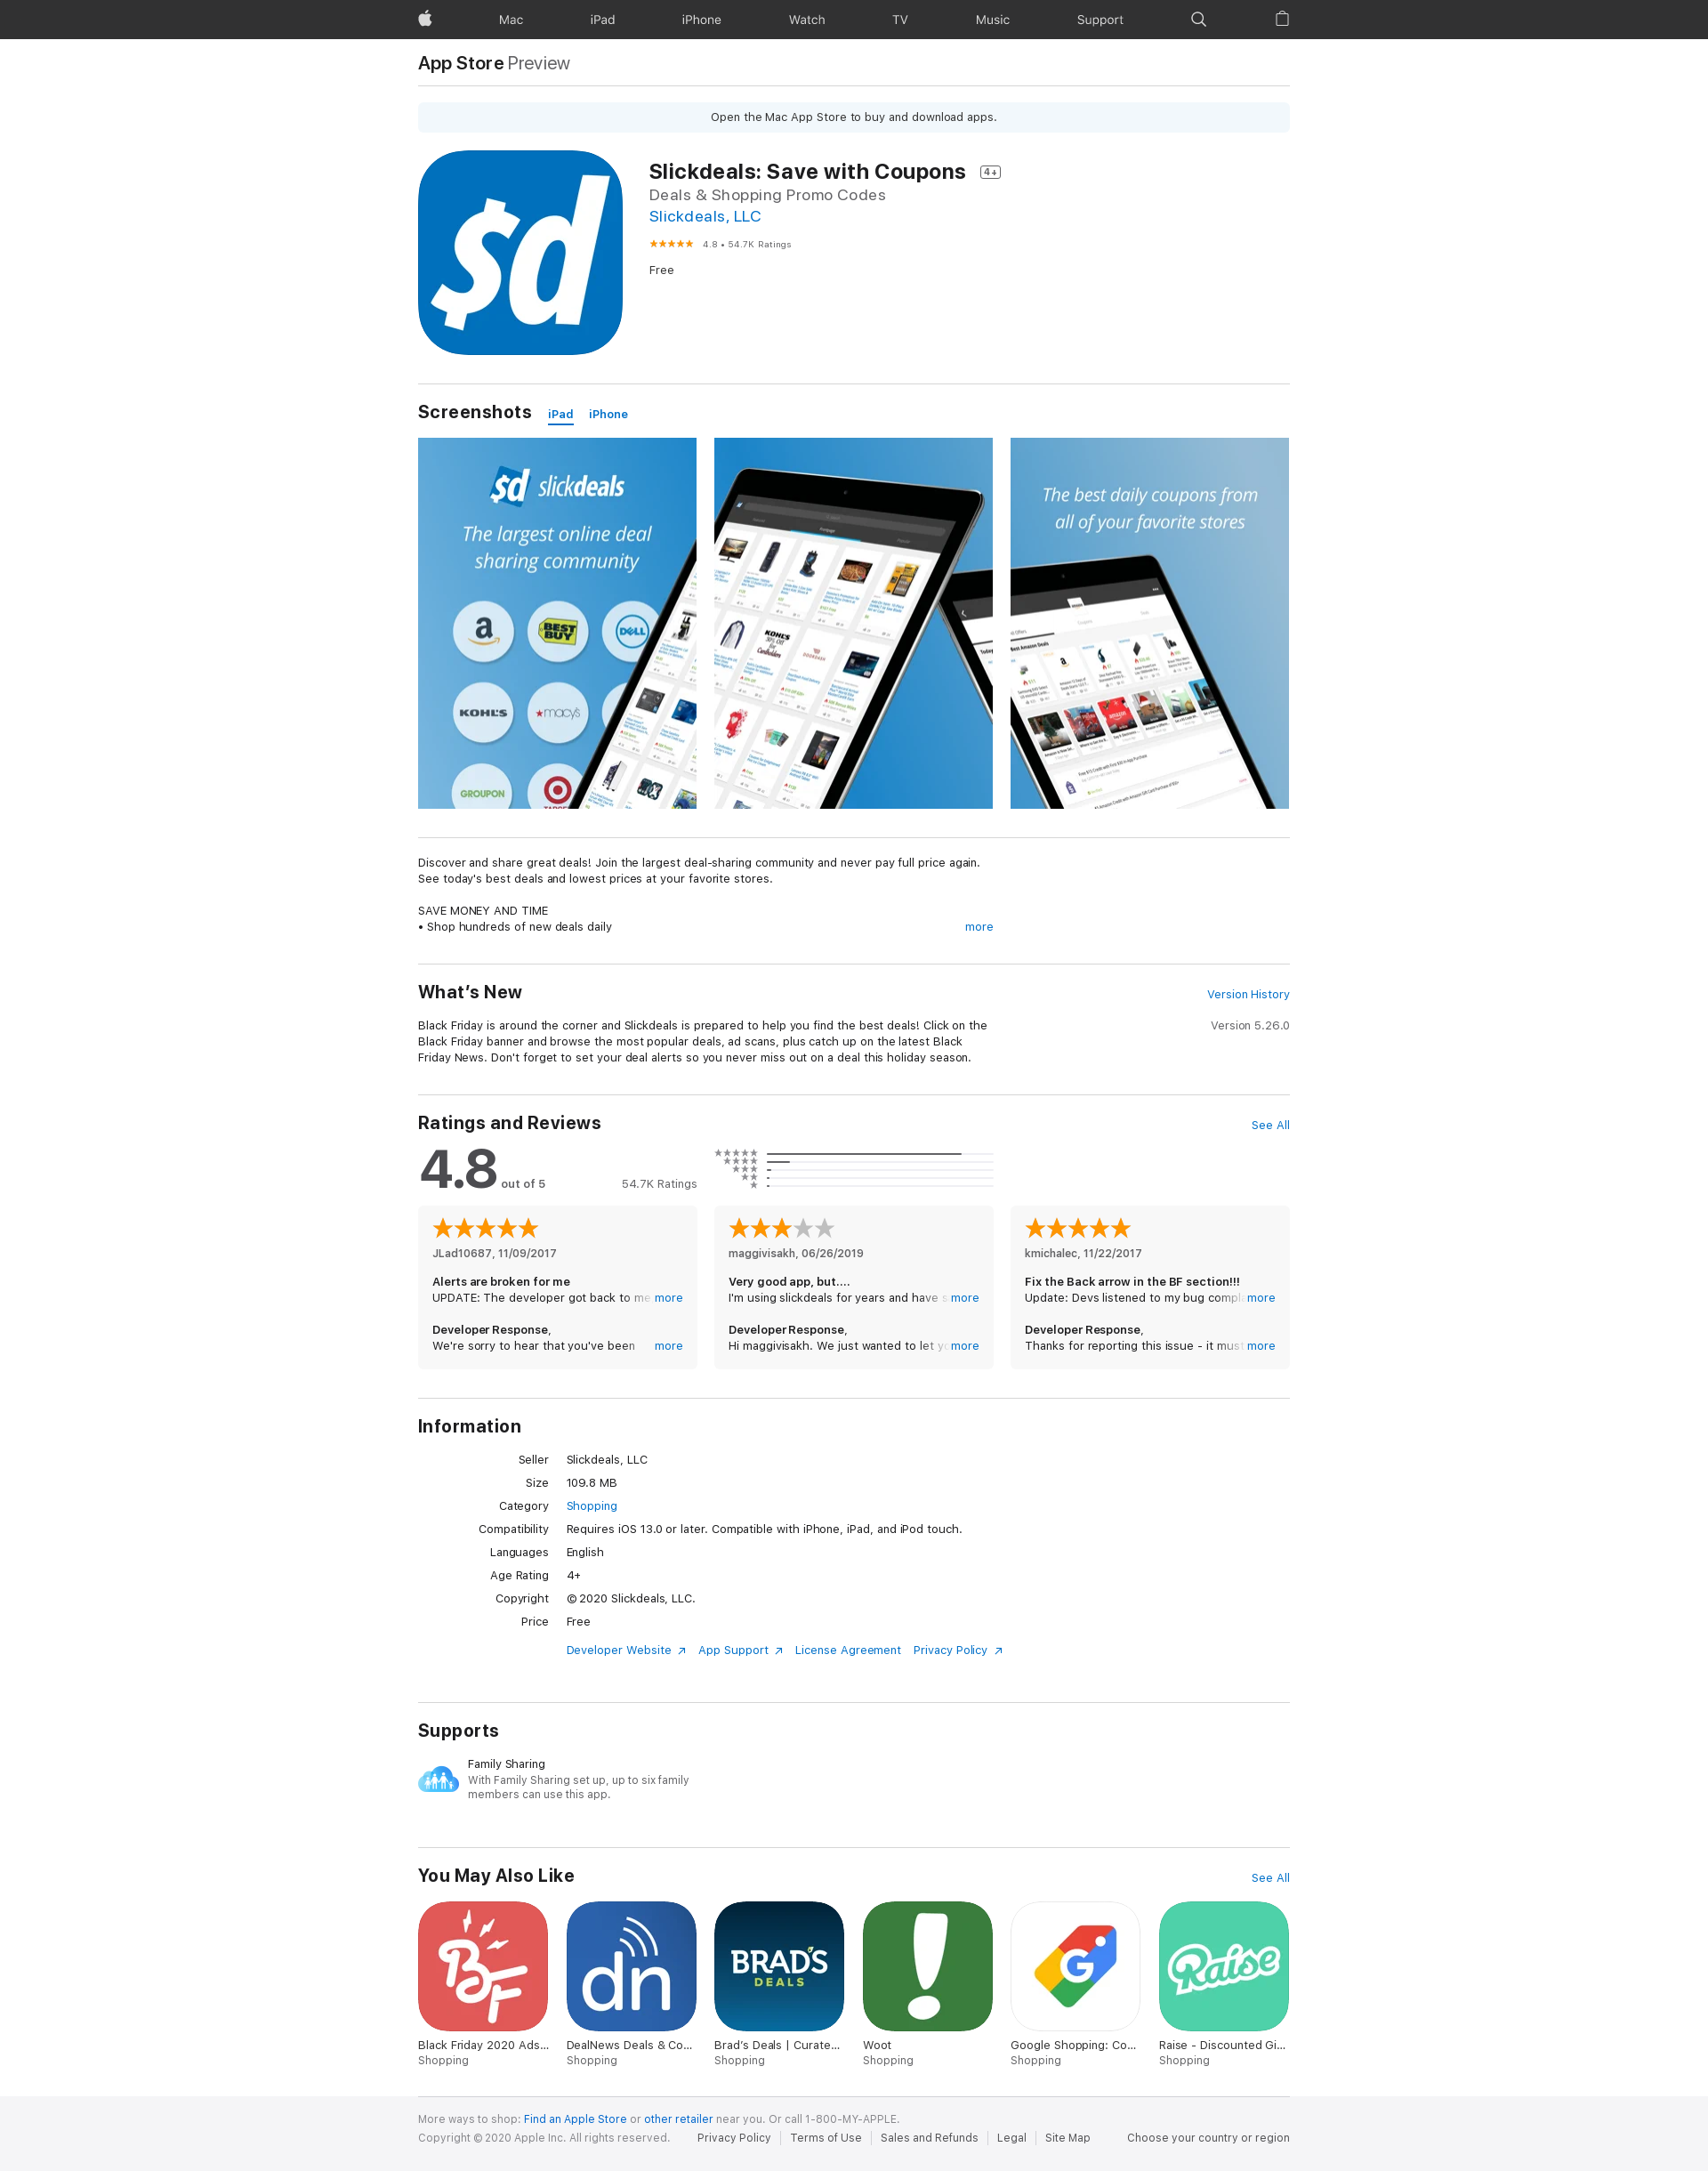 Mac iPad iPhone Watch TV Music Support
App Store Preview
Open the Mac App Store to buy and download apps.
$d
Slickdeals: Save with Coupons 4+
Deals & Shopping Promo Codes
Slickdeals, LLC
4.8 • 54.7K Ratings
Free
Screenshots iPad iPhone
$d slickdeals
The largest online deal
sharing community
a BEST BUY DELL
KOHL'S macy's
GROUPON
The best daily coupons from
all of your favorite stores
Discover and share great deals! Join the largest deal-sharing community and never pay full price again.
See today's best deals and lowest prices at your favorite stores.
SAVE MONEY AND TIME
• Shop hundreds of new deals daily more
What's New Version History
Black Friday is around the corner and Slickdeals is prepared to help you find the best deals! Click on the
Black Friday banner and browse the most popular deals, ad scans, plus catch up on the latest Black
Friday News. Don't forget to set your deal alerts so you never miss out on a deal this holiday season.
Version 5.26.0
Ratings and Reviews See All
4.8 out of 5 54.7K Ratings
JLad10687, 11/09/2017
Alerts are broken for me
UPDATE: The developer got back to me more
Developer Response,
We're sorry to hear that you've been more
maggivisakh, 06/26/2019
Very good app, but....
I'm using slickdeals for years and have more
Developer Response,
Hi maggivisakh. We just wanted to let more
kmichalec, 11/22/2017
Fix the Back arrow in the BF section!!!
Update: Devs listened to my bug more
Developer Response,
Thanks for reporting this issue - it must more
Information
Seller Slickdeals, LLC
Size 109.8 MB
Category Shopping
Compatibility Requires iOS 13.0 or later. Compatible with iPhone, iPad, and iPod touch.
Languages English
Age Rating 4+
Copyright © 2020 Slickdeals, LLC.
Price Free
Developer Website App Support License Agreement Privacy Policy
Supports
Family Sharing
With Family Sharing set up, up to six family
members can use this app.
You May Also Like See All
BF dn BRAD'S DEALS ! G Raise
Black Friday 2020 Ads... DealNews Deals & Co... Brad's Deals | Curate... Woot Google Shopping: Co... Raise - Discounted Gi...
Shopping Shopping Shopping Shopping Shopping Shopping
More ways to shop: Find an Apple Store or other retailer near you. Or call 1-800-MY-APPLE.
Copyright © 2020 Apple Inc. All rights reserved. Privacy Policy Terms of Use Sales and Refunds Legal Site Map Choose your country or region